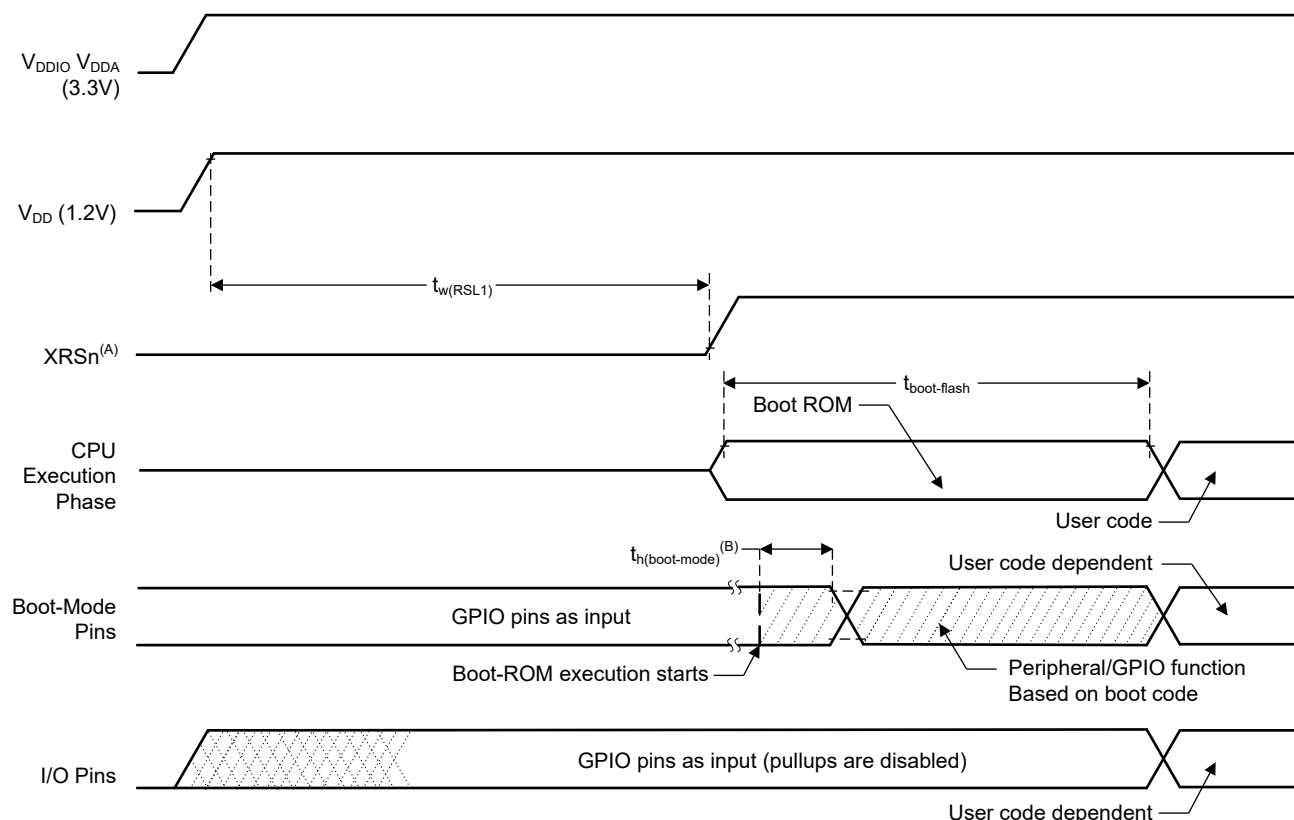 VDDIO VDDA
(3.3V)
VDD (1.2V)
tw(RSL1)
XRSn(A)
tboot-flash
Boot ROM
CPU
Execution
Phase
User code
th(boot-mode)(B)
User code dependent
GPIO pins as input
Boot-Mode
Pins
Boot-ROM execution starts
Peripheral/GPIO function
Based on boot code
GPIO pins as input (pullups are disabled)
I/O Pins
User code dependent